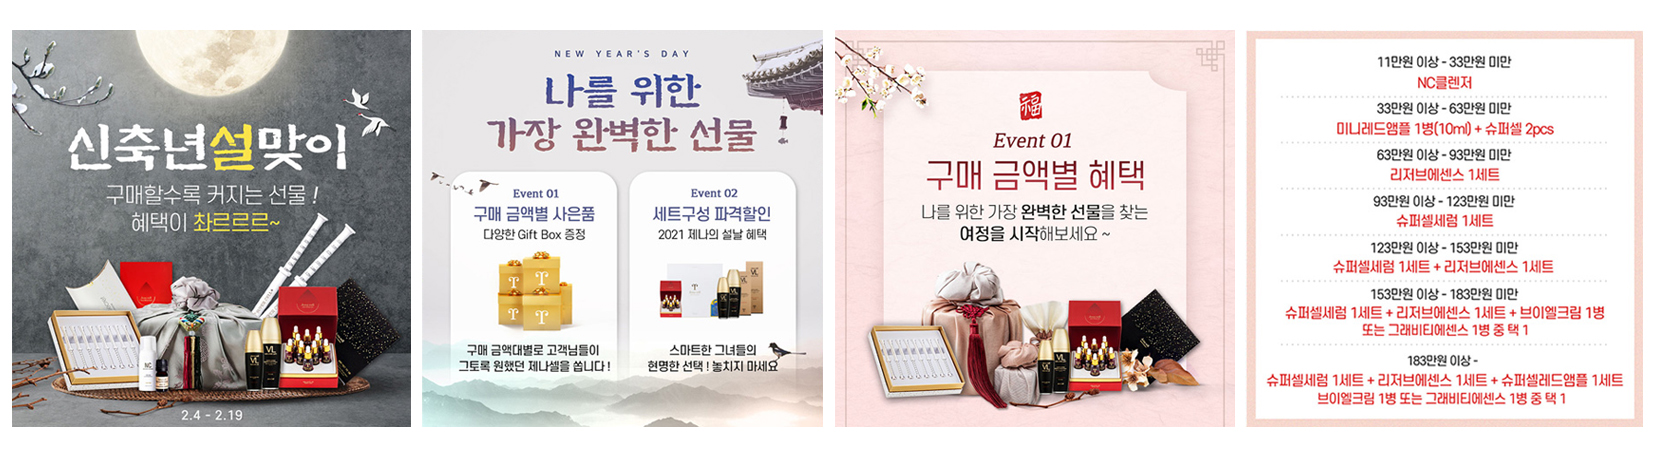 신축년설맞이
구매할수록 커지는 선물 !
혜택이 촤르르르~
2.4 - 2.19
NEW YEAR'S DAY
나를 위한
가장 완벽한 선물
Event 01
구매 금액별 사은품
다양한 Gift Box 증정
구매 금액대별로 고객님들이
그토록 원했던 제나셀을 쏩니다 !
Event 02
세트구성 파격할인
2021 제나의 설날 혜택
스마트한 그녀들의
현명한 선택 ! 놓치지 마세요
福
Event 01
구매 금액별 혜택
나를 위한 가장 완벽한 선물을 찾는
여정을 시작해보세요 ~
11만원 이상 - 33만원 미만
NC클렌저
33만원 이상 - 63만원 미만
미니레드앰플 1병(10ml) + 슈퍼셀 2pcs
63만원 이상 - 93만원 미만
리저브에센스 1세트
93만원 이상 - 123만원 미만
슈퍼셀세럼 1세트
123만원 이상 - 153만원 미만
슈퍼셀세럼 1세트 + 리저브에센스 1세트
153만원 이상 - 183만원 미만
슈퍼셀세럼 1세트 + 리저브에센스 1세트 + 브이엘크림 1병
또는 그래비티에센스 1병 중 택 1
183만원 이상 -
슈퍼셀세럼 1세트 + 리저브에센스 1세트 + 슈퍼셀레드앰플 1세트
브이엘크림 1병 또는 그래비티에센스 1병 중 택 1